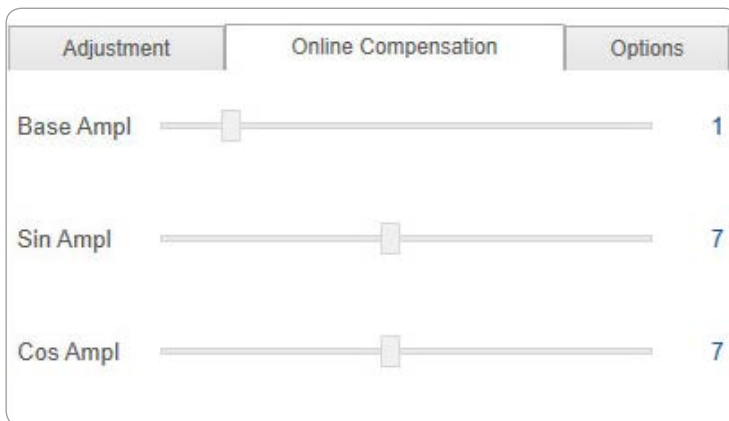 Adjustment Online Compensation Options
Base Ampl 1
Sin Ampl 7
Cos Ampl 7